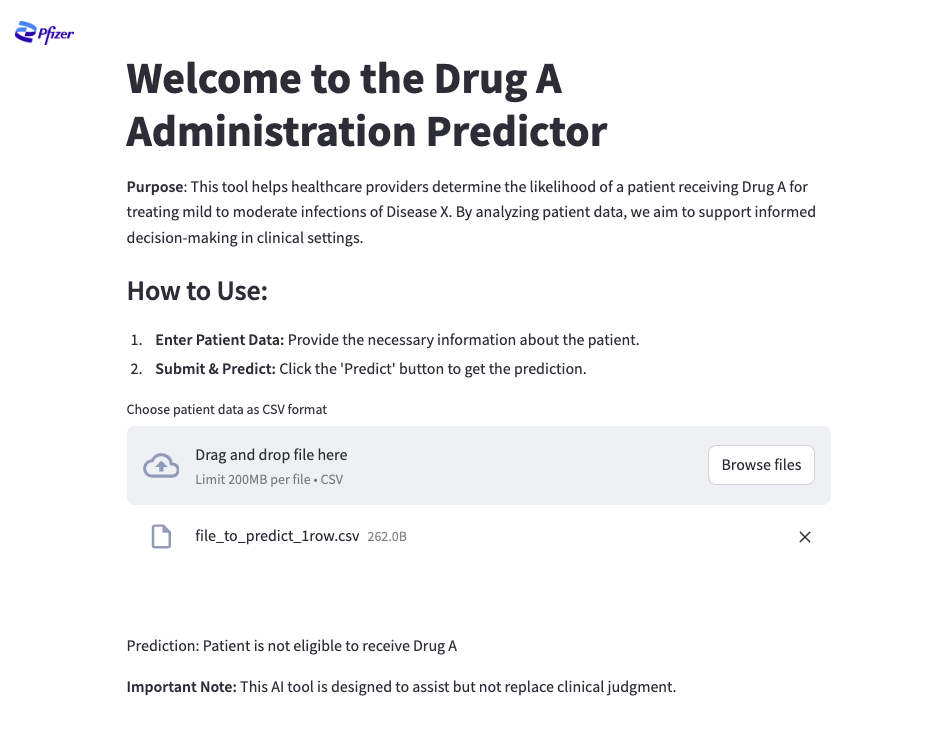 Pfizer
Welcome to the Drug A
Administration Predictor
Purpose: This tool helps healthcare providers determine the likelihood of a patient receiving Drug A for
treating mild to moderate infections of Disease X. By analyzing patient data, we aim to support informed
decision-making in clinical settings.
How to Use:
1. Enter Patient Data: Provide the necessary information about the patient.
2. Submit & Predict: Click the 'Predict' button to get the prediction.
Choose patient data as CSV format
Drag and drop file here
Limit 200MB per file • CSV
Browse files
file_to_predict_1row.csv 262.0B
Prediction: Patient is not eligible to receive Drug A
Important Note: This AI tool is designed to assist but not replace clinical judgment.